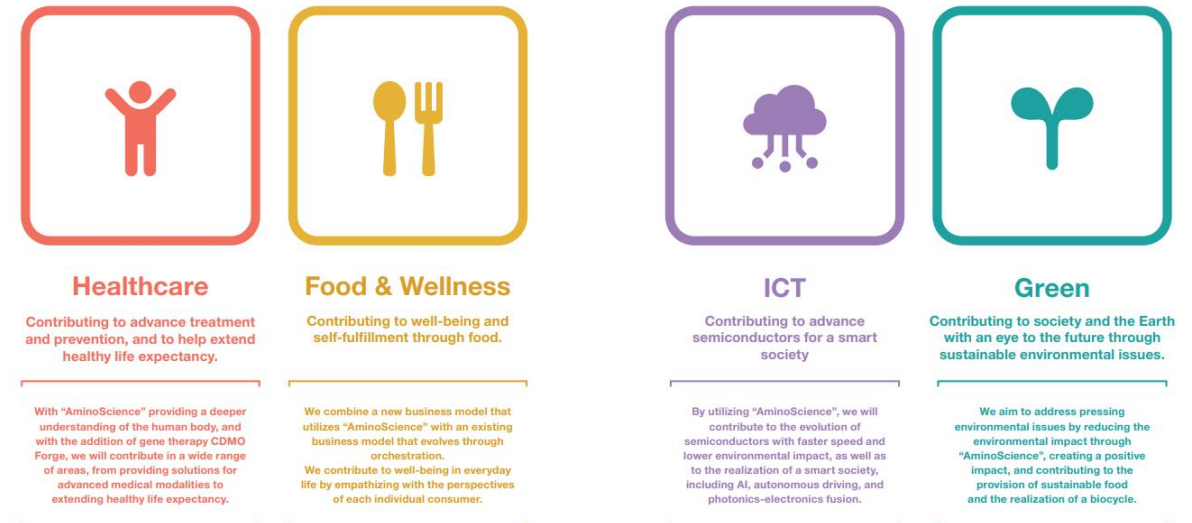 Healthcare
Contributing to advance treatment
and prevention, and to help extend
healthy life expectancy.
With “AminoScience” providing a deeper
understanding of the human body, and
with the addition of gene therapy CDMO
Forge, we will contribute in a wide range
of areas, from providing solutions for
advanced medical modalities to
extending healthy life expectancy.
Food & Wellness
Contributing to well-being and
self-fulfillment through food.
We combine a new business model that
utilizes “AminoScience” with an existing
business model that evolves through
orchestration.
We contribute to well-being in everyday
life by empathizing with the perspectives
of each individual consumer.
ICT
Contributing to advance
semiconductors for a smart
society
By utilizing “AminoScience”, we will
contribute to the evolution of
semiconductors with faster speed and
lower environmental impact, as well as
to the realization of a smart society,
including AI, autonomous driving, and
photonics-electronics fusion.
Green
Contributing to society and the Earth
with an eye to the future through
sustainable environmental issues.
We aim to address pressing
environmental issues by reducing the
environmental impact through
“AminoScience”, creating a positive
impact, and contributing to the
provision of sustainable food
and the realization of a biocycle.